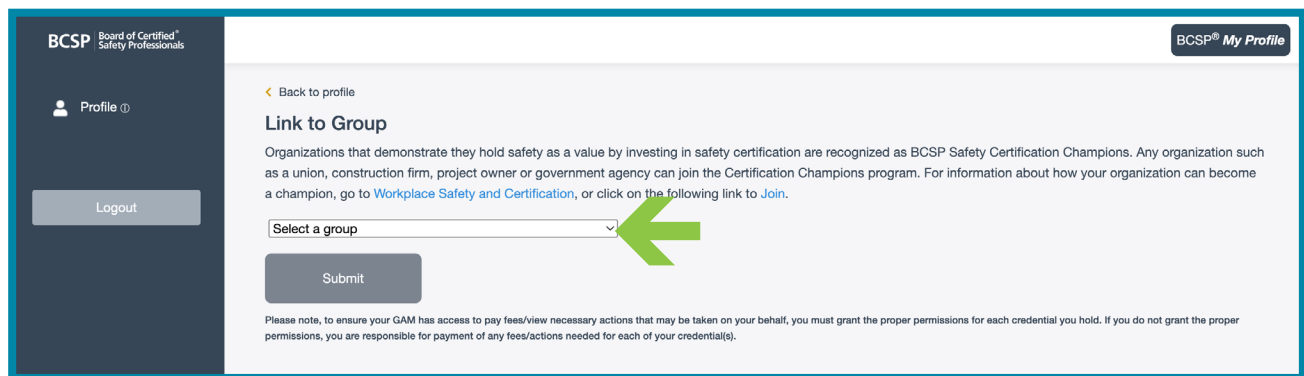 BCSP Board of Certified®
Safety Professionals
BCSP® My Profile
Profile
Logout
Back to profile
Link to Group
Organizations that demonstrate they hold safety as a value by investing in safety certification are recognized as BCSP Safety Certification Champions. Any organization such
as a union, construction firm, project owner or government agency can join the Certification Champions program. For information about how your organization can become
a champion, go to Workplace Safety and Certification, or click on the following link to Join.
Select a group
Submit
Please note, to ensure your GAM has access to pay fees/view necessary actions that may be taken on your behalf, you must grant the proper permissions for each credential you hold. If you do not grant the proper
permissions, you are responsible for payment of any fees/actions needed for each of your credential(s).